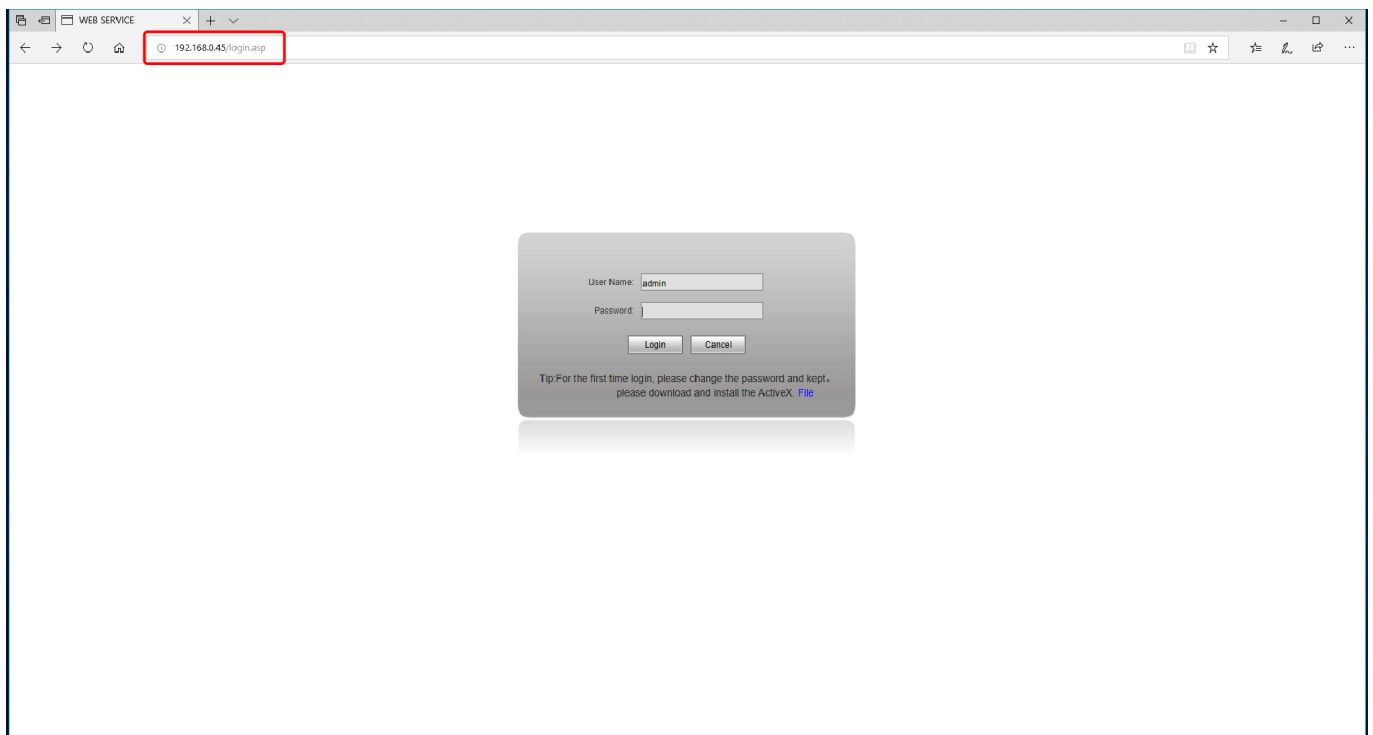 WEB SERVICE
192.168.0.45/login.asp
User Name: admin
Password:
Login Cancel
Tip:For the first time login, please change the password and kept。
please download and install the ActiveX. File